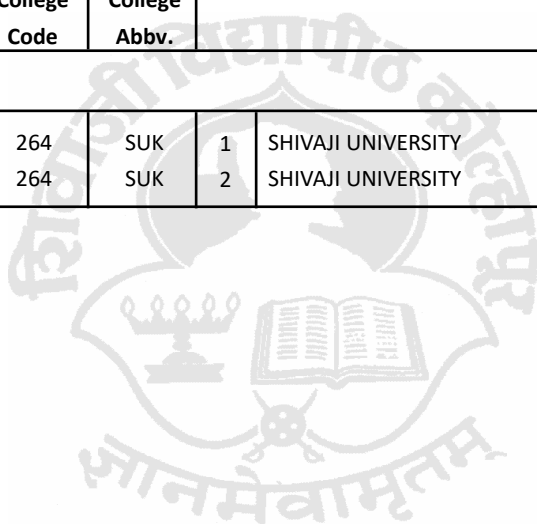 College College
Code Abbv.
264 SUK 1 SHIVAJI UNIVERSITY
264 SUK 2 SHIVAJI UNIVERSITY
शिवाजी विद्यापीठ कोल्हापूर
ज्ञानमेवामृतम्